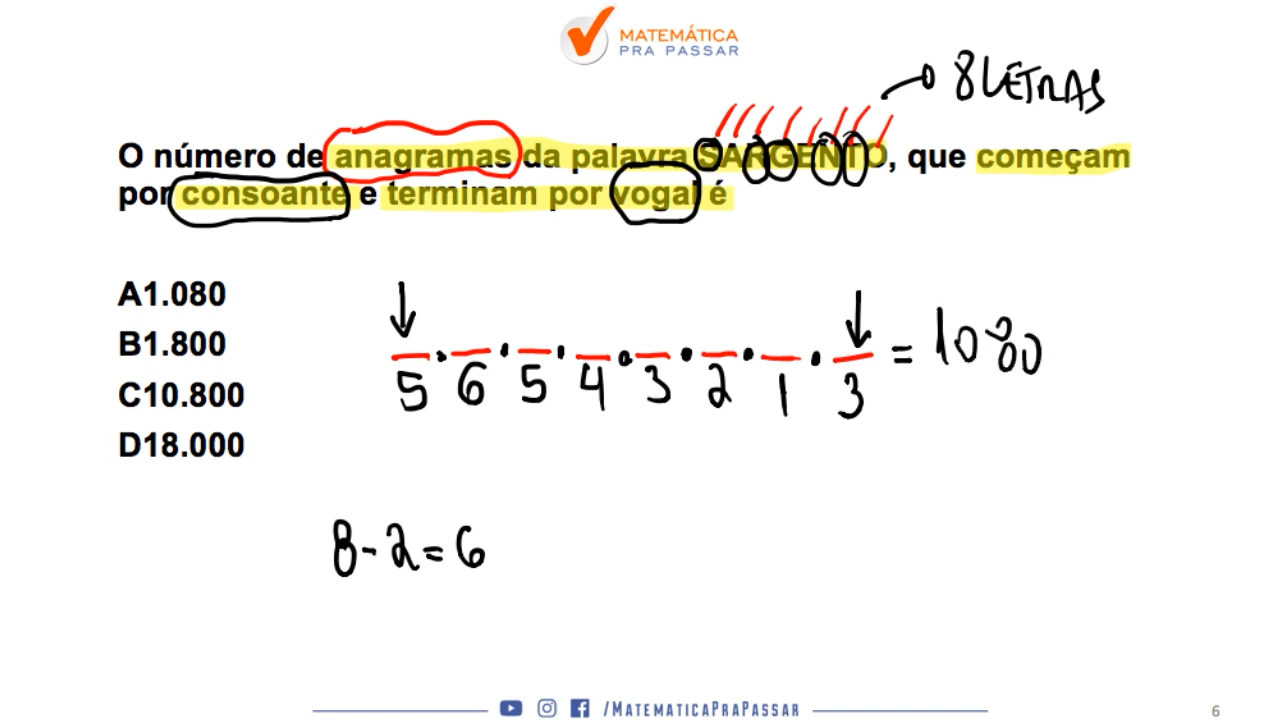 MATEMÁTICA
PRA PASSAR
8 LETRAS
O número de anagramas da palavra SARGENTO, que começam
por consoante e terminam por vogal é
A1.080
B1.800
C10.800
D18.000
5 . 6 . 5 . 4 . 3 . 2 . 1 . 3 = 1080
8 - 2 = 6
/MATEMATICAPRAPASSAR
6